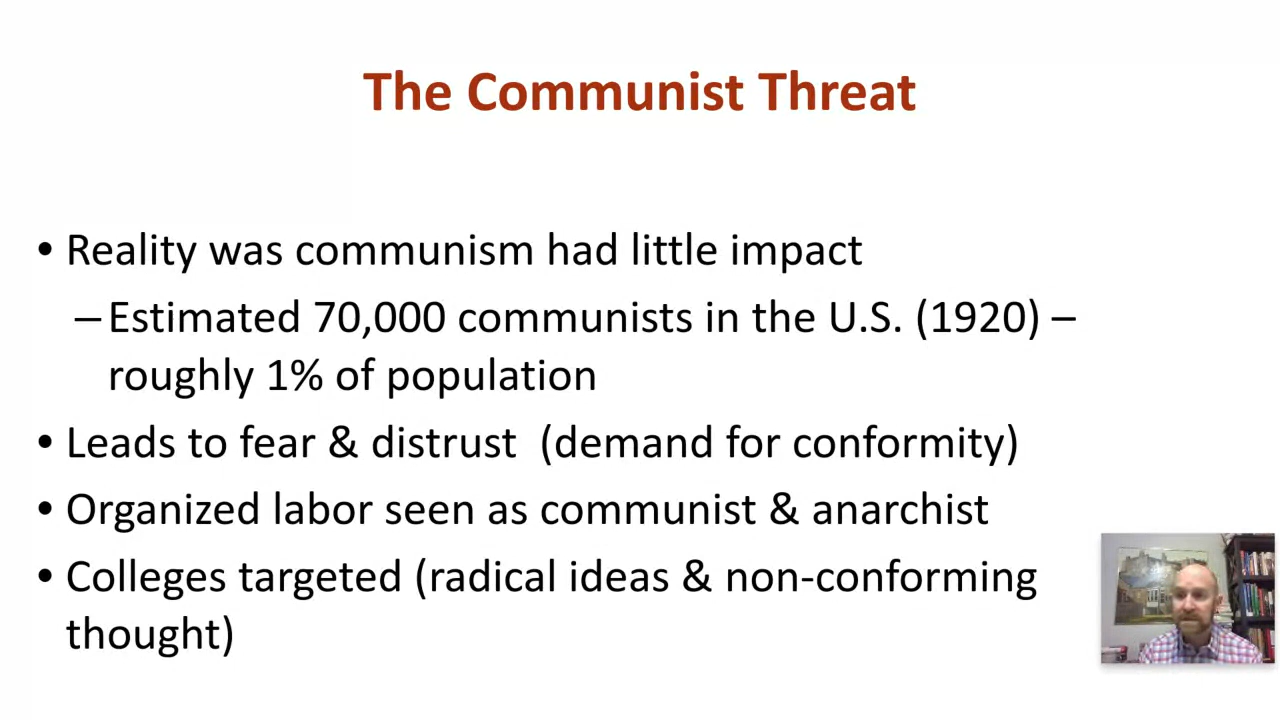 The Communist Threat
• Reality was communism had little impact
– Estimated 70,000 communists in the U.S. (1920) –
roughly 1% of population
• Leads to fear & distrust  (demand for conformity)
• Organized labor seen as communist & anarchist
• Colleges targeted (radical ideas & non-conforming
thought)